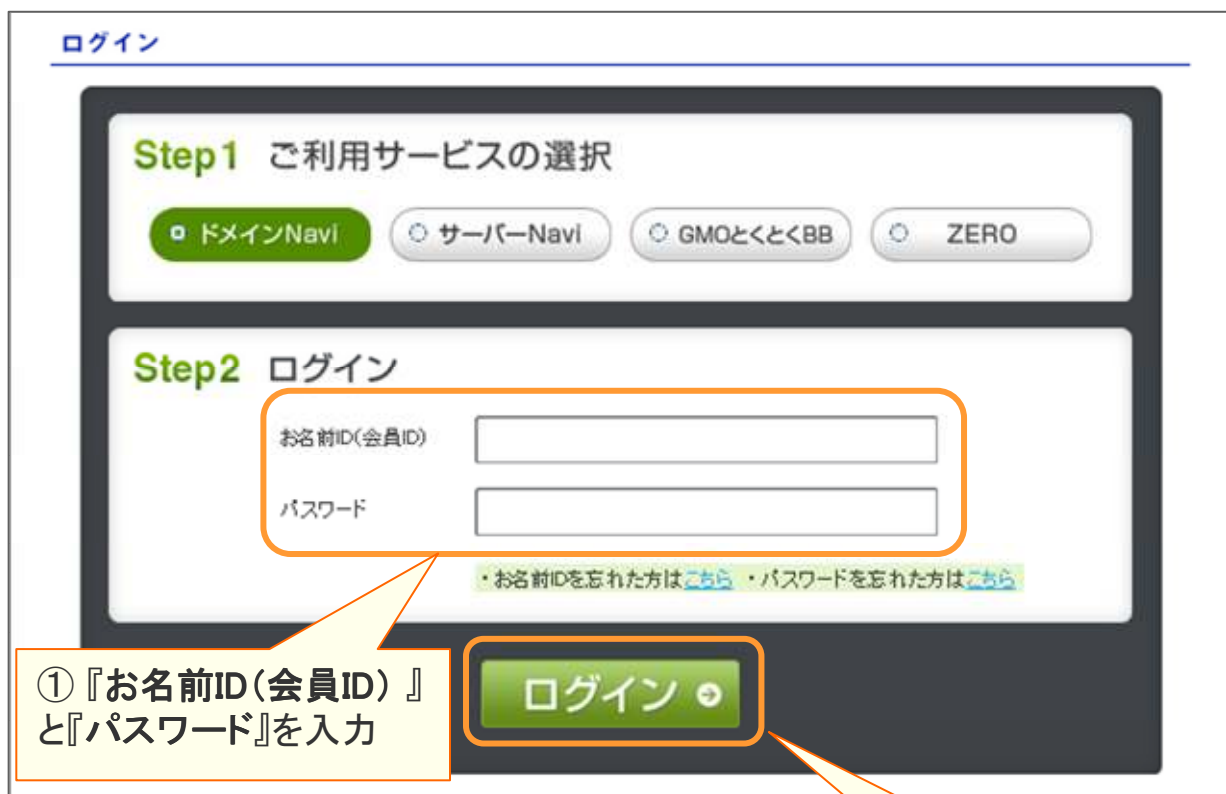 ログイン
Step1 ご利用サービスの選択
ドメインNavi サーバーNavi GMOとくとくBB ZERO
Step2 ログイン
お名前ID(会員ID)
パスワード
・お名前IDを忘れた方はこちら ・パスワードを忘れた方はこちら
①『お名前ID(会員ID) 』
と『パスワード』を入力
ログイン